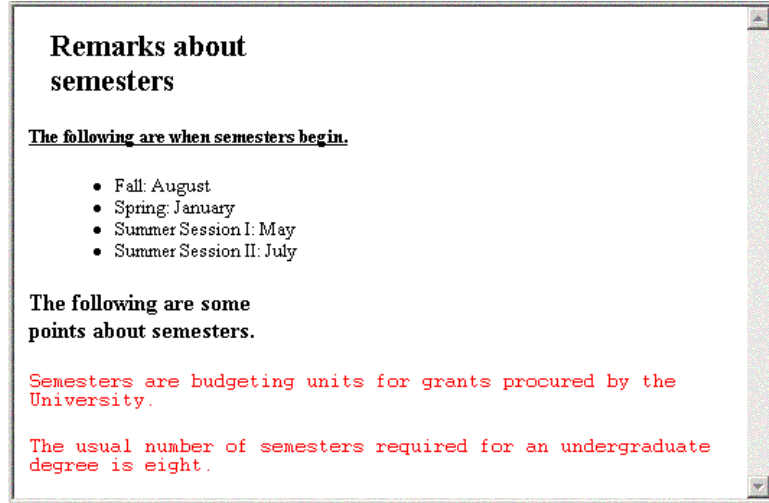 Remarks about
semesters
The following are when semesters begin.
● Fall: August
● Spring: January
● Summer Session I: May
● Summer Session II: July
The following are some
points about semesters.
Semesters are budgeting units for grants procured by the
University.
The usual number of semesters required for an undergraduate
degree is eight.